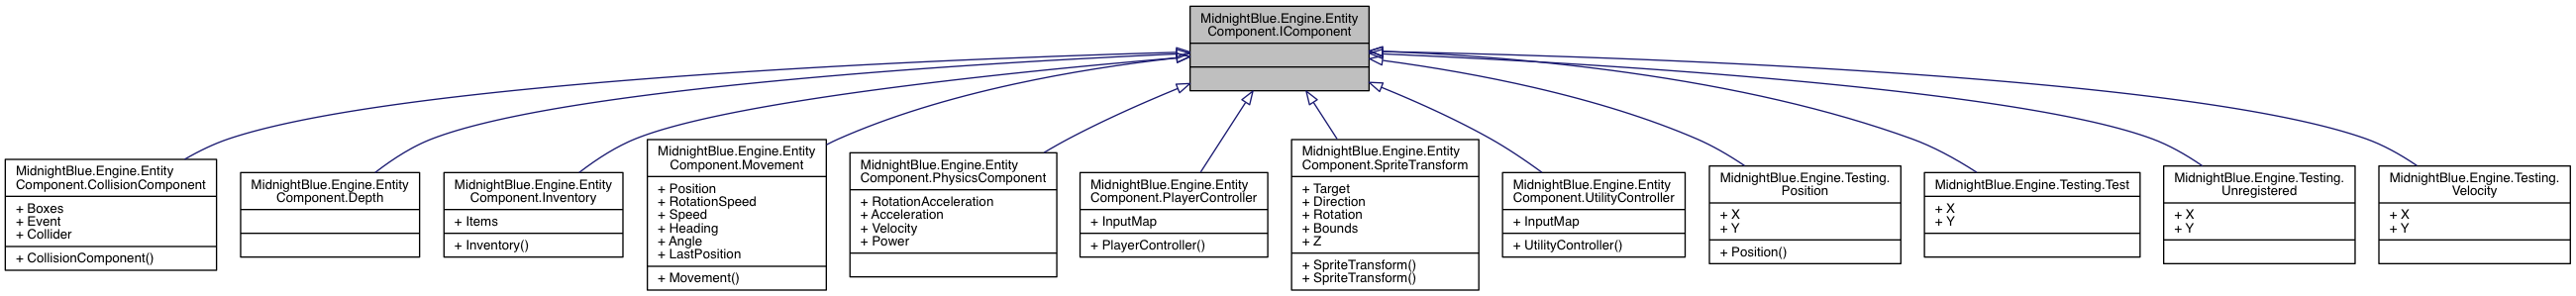 MidnightBlue.Engine.Entity
Component.IComponent
MidnightBlue.Engine.Entity
Component.CollisionComponent
+ Boxes
+ Event
+ Collider
+ CollisionComponent()
MidnightBlue.Engine.Entity
Component.Depth
MidnightBlue.Engine.Entity
Component.Inventory
+ Items
+ Inventory()
MidnightBlue.Engine.Entity
Component.Movement
+ Position
+ RotationSpeed
+ Speed
+ Heading
+ Angle
+ LastPosition
+ Movement()
MidnightBlue.Engine.Entity
Component.PhysicsComponent
+ RotationAcceleration
+ Acceleration
+ Velocity
+ Power
MidnightBlue.Engine.Entity
Component.PlayerController
+ InputMap
+ PlayerController()
MidnightBlue.Engine.Entity
Component.SpriteTransform
+ Target
+ Direction
+ Rotation
+ Bounds
+ Z
+ SpriteTransform()
+ SpriteTransform()
MidnightBlue.Engine.Entity
Component.UtilityController
+ InputMap
+ UtilityController()
MidnightBlue.Engine.Testing.
Position
+ X
+ Y
+ Position()
MidnightBlue.Engine.Testing.Test
+ X
+ Y
MidnightBlue.Engine.Testing.
Unregistered
+ X
+ Y
MidnightBlue.Engine.Testing.
Velocity
+ X
+ Y